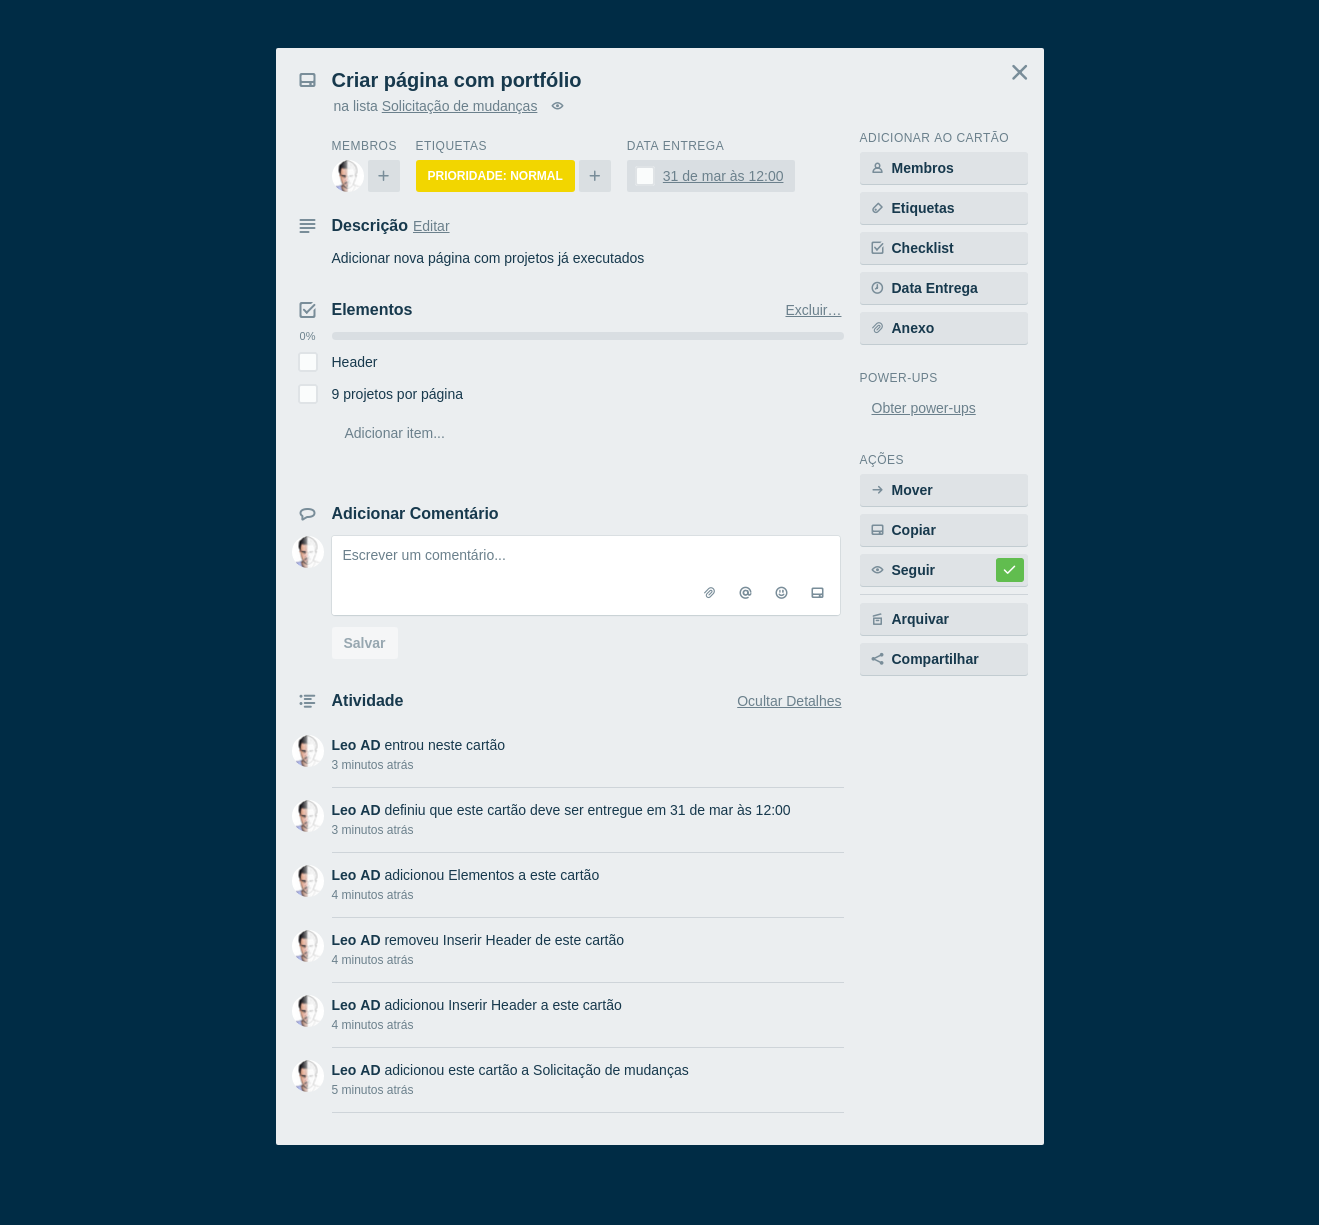 Criar página com portfólio
na lista Solicitação de mudanças
MEMBROS
ETIQUETAS
PRIORIDADE: NORMAL
DATA ENTREGA
31 de mar às 12:00
Descrição Editar
Adicionar nova página com projetos já executados
Elementos
Excluir…
0%
Header
9 projetos por página
Adicionar item...
Adicionar Comentário
Escrever um comentário...
Salvar
Atividade
Ocultar Detalhes
Leo AD entrou neste cartão
3 minutos atrás
Leo AD definiu que este cartão deve ser entregue em 31 de mar às 12:00
3 minutos atrás
Leo AD adicionou Elementos a este cartão
4 minutos atrás
Leo AD removeu Inserir Header de este cartão
4 minutos atrás
Leo AD adicionou Inserir Header a este cartão
4 minutos atrás
Leo AD adicionou este cartão a Solicitação de mudanças
5 minutos atrás
ADICIONAR AO CARTÃO
Membros
Etiquetas
Checklist
Data Entrega
Anexo
POWER-UPS
Obter power-ups
AÇÕES
Mover
Copiar
Seguir
Arquivar
Compartilhar